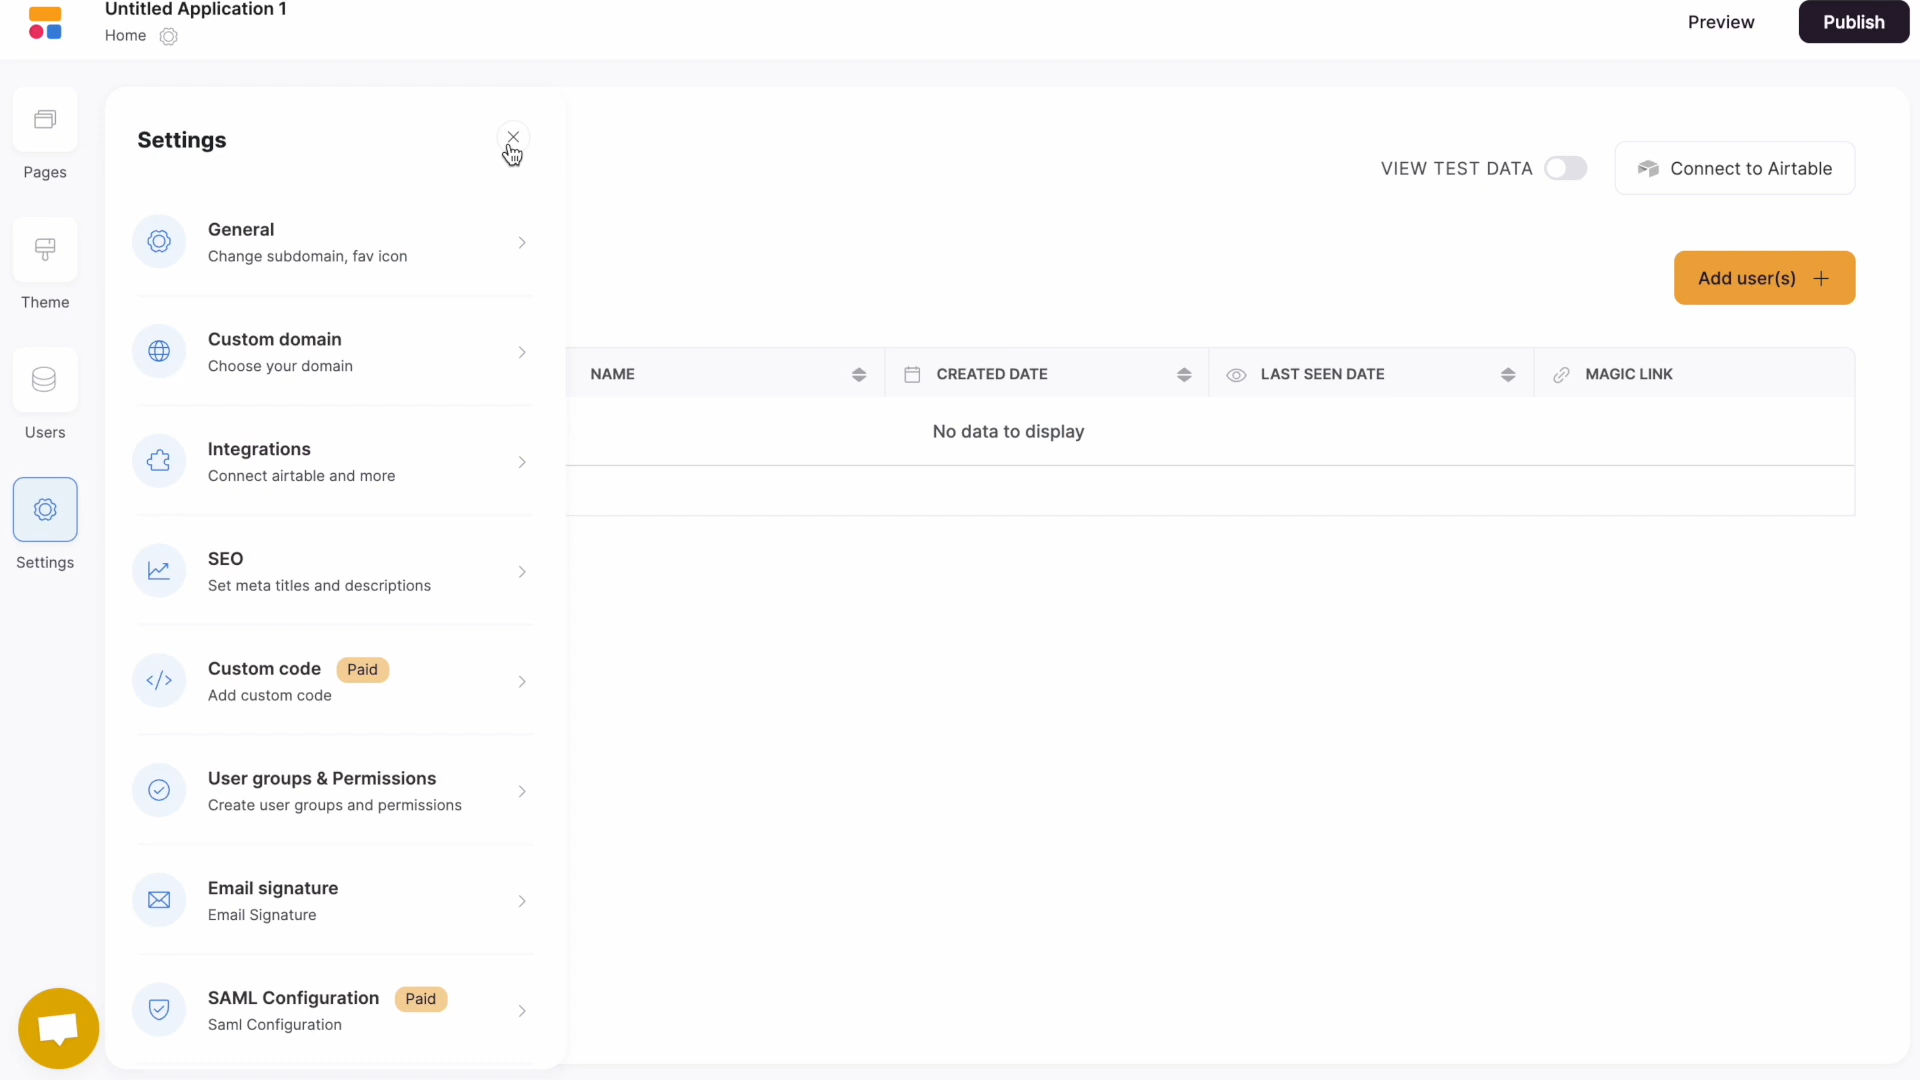 Untitled Application 1
Home
Preview
Publish
Pages
Theme
Users
Settings
Settings
General
Change subdomain, fav icon
Custom domain
Choose your domain
Integrations
Connect airtable and more
SEO
Set meta titles and descriptions
Custom code Paid
Add custom code
User groups & Permissions
Create user groups and permissions
Email signature
Email Signature
SAML Configuration Paid
Saml Configuration
VIEW TEST DATA
Connect to Airtable
Add user(s) +
NAME CREATED DATE LAST SEEN DATE MAGIC LINK
No data to display